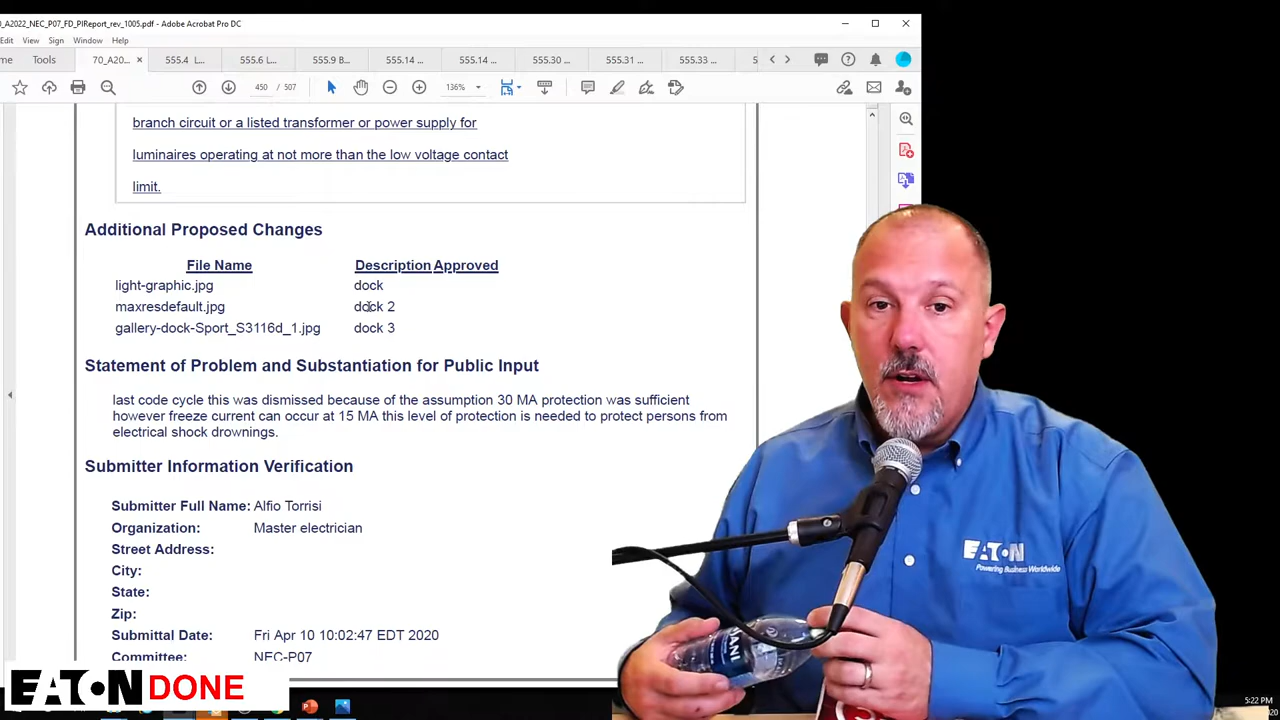 _A2022_NEC_P07_FD_PIReport_rev_1005.pdf - Adobe Acrobat Pro DC
Edit View Sign Window Help
me Tools 70_A20... × 555.4 L 555.6 L... 555.9 B... 555.14 ... 555.14 ... 555.30 ... 555.31 ... 555.33 ... 5
450 / 507 136%
branch circuit or a listed transformer or power supply for
luminaires operating at not more than the low voltage contact
limit.
Additional Proposed Changes
File Name Description Approved
light-graphic.jpg dock
maxresdefault.jpg dock 2
gallery-dock-Sport_S3116d_1.jpg dock 3
Statement of Problem and Substantiation for Public Input
last code cycle this was dismissed because of the assumption 30 MA protection was sufficient
however freeze current can occur at 15 MA this level of protection is needed to protect persons from
electrical shock drownings.
Submitter Information Verification
Submitter Full Name: Alfio Torrisi
Organization: Master electrician
Street Address:
City:
State:
Zip:
Submittal Date: Fri Apr 10 10:02:47 EDT 2020
Committee: NEC-P07
EATON
Powering Business Worldwide
EATON DONE
5:22 PM